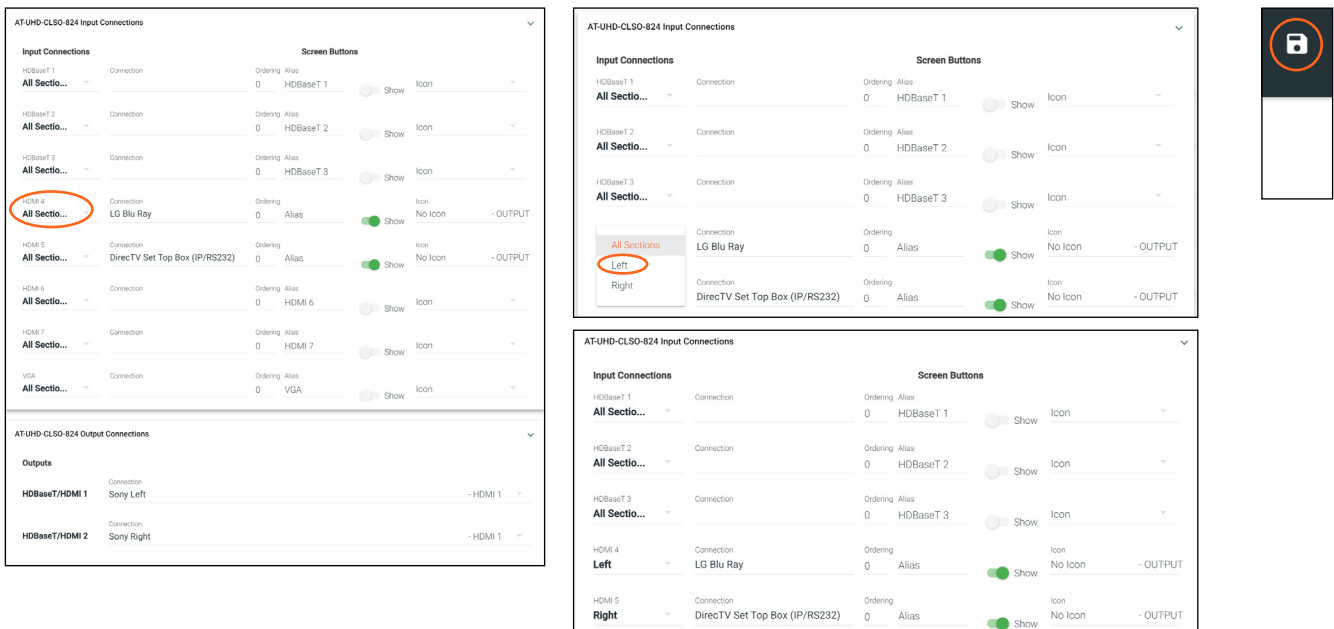 AT-UHD-CLSO-824 Input Connections
Input Connections Screen Buttons
HDBaseT 1 Connection Ordering Alias
All Sectio... 0 HDBaseT 1 Show Icon
HDBaseT 2 Connection Ordering Alias
All Sectio... 0 HDBaseT 2 Show Icon
HDBaseT 3 Connection Ordering Alias
All Sectio... 0 HDBaseT 3 Show Icon
HDMI 4 Connection Ordering Icon
All Sectio... LG Blu Ray 0 Alias Show No Icon - OUTPUT
HDMI 5 Connection Ordering Icon
All Sectio... DirecTV Set Top Box (IP/RS232) 0 Alias Show No Icon - OUTPUT
HDMI 6 Connection Ordering Alias
All Sectio... 0 HDMI 6 Show Icon
HDMI 7 Connection Ordering Alias
All Sectio... 0 HDMI 7 Show Icon
VGA Connection Ordering Alias
All Sectio... 0 VGA Show Icon
AT-UHD-CLSO-824 Output Connections
Outputs
Connection
HDBaseT/HDMI 1 Sony Left - HDMI 1
Connection
HDBaseT/HDMI 2 Sony Right - HDMI 1
AT-UHD-CLSO-824 Input Connections
Input Connections Screen Buttons
HDBaseT 1 Connection Ordering Alias
All Sectio... 0 HDBaseT 1 Show Icon
HDBaseT 2 Connection Ordering Alias
All Sectio... 0 HDBaseT 2 Show Icon
HDBaseT 3 Connection Ordering Alias
All Sectio... 0 HDBaseT 3 Show Icon
Connection Ordering Icon
All Sections LG Blu Ray 0 Alias Show No Icon - OUTPUT
Left
Right Connection Ordering Icon
DirecTV Set Top Box (IP/RS232) 0 Alias Show No Icon - OUTPUT
AT-UHD-CLSO-824 Input Connections
Input Connections Screen Buttons
HDBaseT 1 Connection Ordering Alias
All Sectio... 0 HDBaseT 1 Show Icon
HDBaseT 2 Connection Ordering Alias
All Sectio... 0 HDBaseT 2 Show Icon
HDBaseT 3 Connection Ordering Alias
All Sectio... 0 HDBaseT 3 Show Icon
HDMI 4 Connection Ordering Icon
Left LG Blu Ray 0 Alias Show No Icon - OUTPUT
HDMI 5 Connection Ordering Icon
Right DirecTV Set Top Box (IP/RS232) 0 Alias Show No Icon - OUTPUT